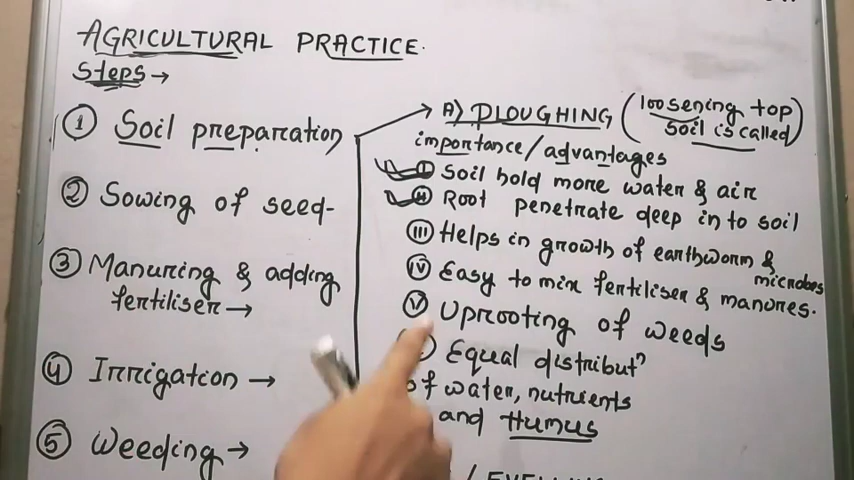 AGRICULTURAL PRACTICE.
Steps →
① Soil preparation
② Sowing of seed-
③ Manuring & adding
fertiliser →
④ Irrigation →
⑤ Weeding →
A) PLOUGHING (loosening top
soil is called)
importance/advantages
Ⓘ Soil hold more water & air
Ⓘⓘ Root penetrate deep in to soil
Ⓘⓘⓘ Helps in growth of earthworm &
microbes
Ⓘⓥ Easy to mix fertiliser & manures.
Ⓥ Uprooting of weeds
Equal distributⁿ
of water, nutrients
and Humus
LEVELLING